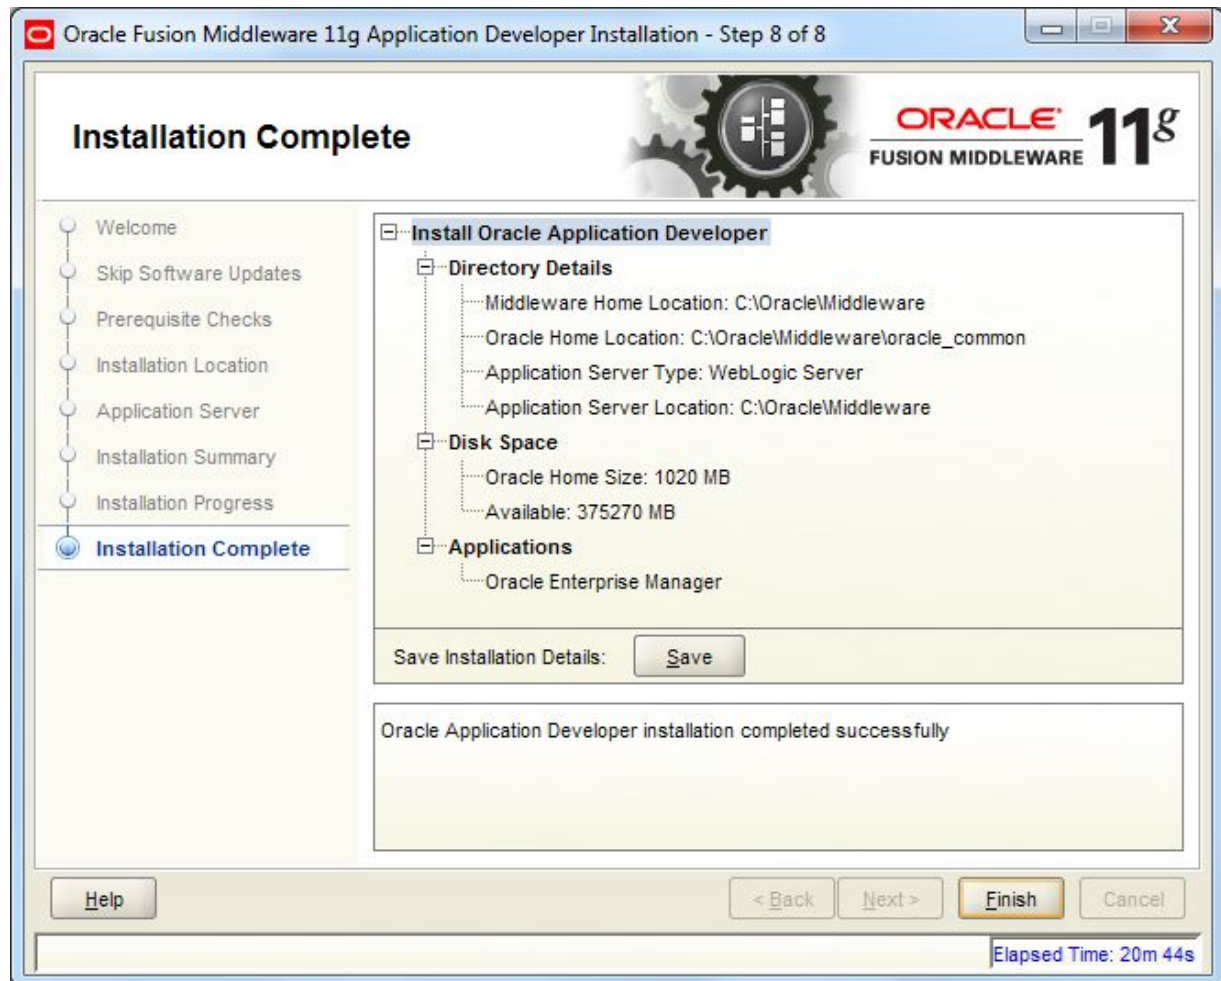 Oracle Fusion Middleware 11g Application Developer Installation - Step 8 of 8
Installation Complete
ORACLE
FUSION MIDDLEWARE 11g
Welcome
Skip Software Updates
Prerequisite Checks
Installation Location
Application Server
Installation Summary
Installation Progress
Installation Complete
Install Oracle Application Developer
Directory Details
Middleware Home Location: C:\Oracle\Middleware
Oracle Home Location: C:\Oracle\Middleware\oracle_common
Application Server Type: WebLogic Server
Application Server Location: C:\Oracle\Middleware
Disk Space
Oracle Home Size: 1020 MB
Available: 375270 MB
Applications
Oracle Enterprise Manager
Save Installation Details: Save
Oracle Application Developer installation completed successfully
Help < Back Next > Finish Cancel
Elapsed Time: 20m 44s